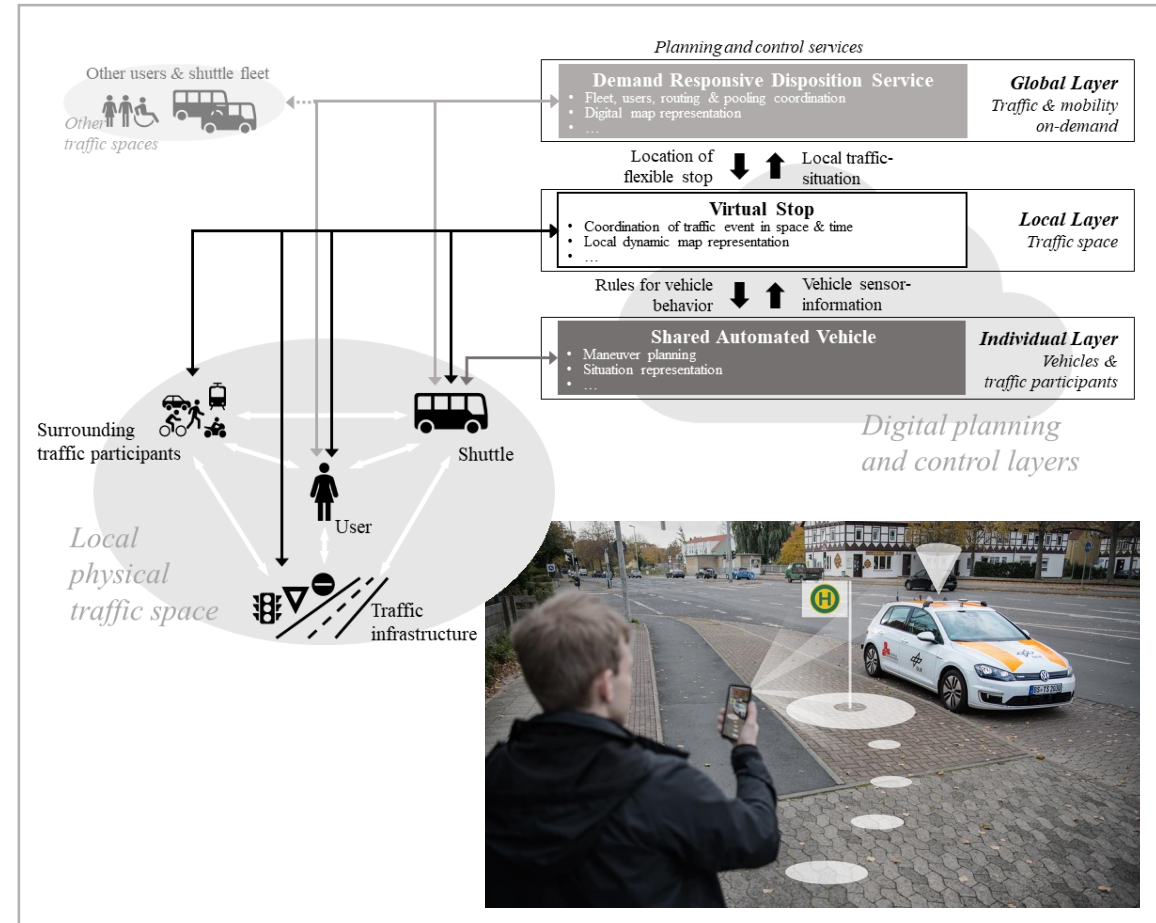 Planning and control services
Other users & shuttle fleet
Other
traffic spaces
Demand Responsive Disposition Service
• Fleet, users, routing & pooling coordination
• Digital map representation
• …
Global Layer
Traffic & mobility
on-demand
Location of
flexible stop
Local traffic-
situation
Virtual Stop
• Coordination of traffic event in space & time
• Local dynamic map representation
• …
Local Layer
Traffic space
Rules for vehicle
behavior
Vehicle sensor-
information
Shared Automated Vehicle
• Maneuver planning
• Situation representation
• …
Individual Layer
Vehicles &
traffic participants
Digital planning
and control layers
Surrounding
traffic participants
Shuttle
User
Local
physical
traffic space
Traffic
infrastructure
H
DLR